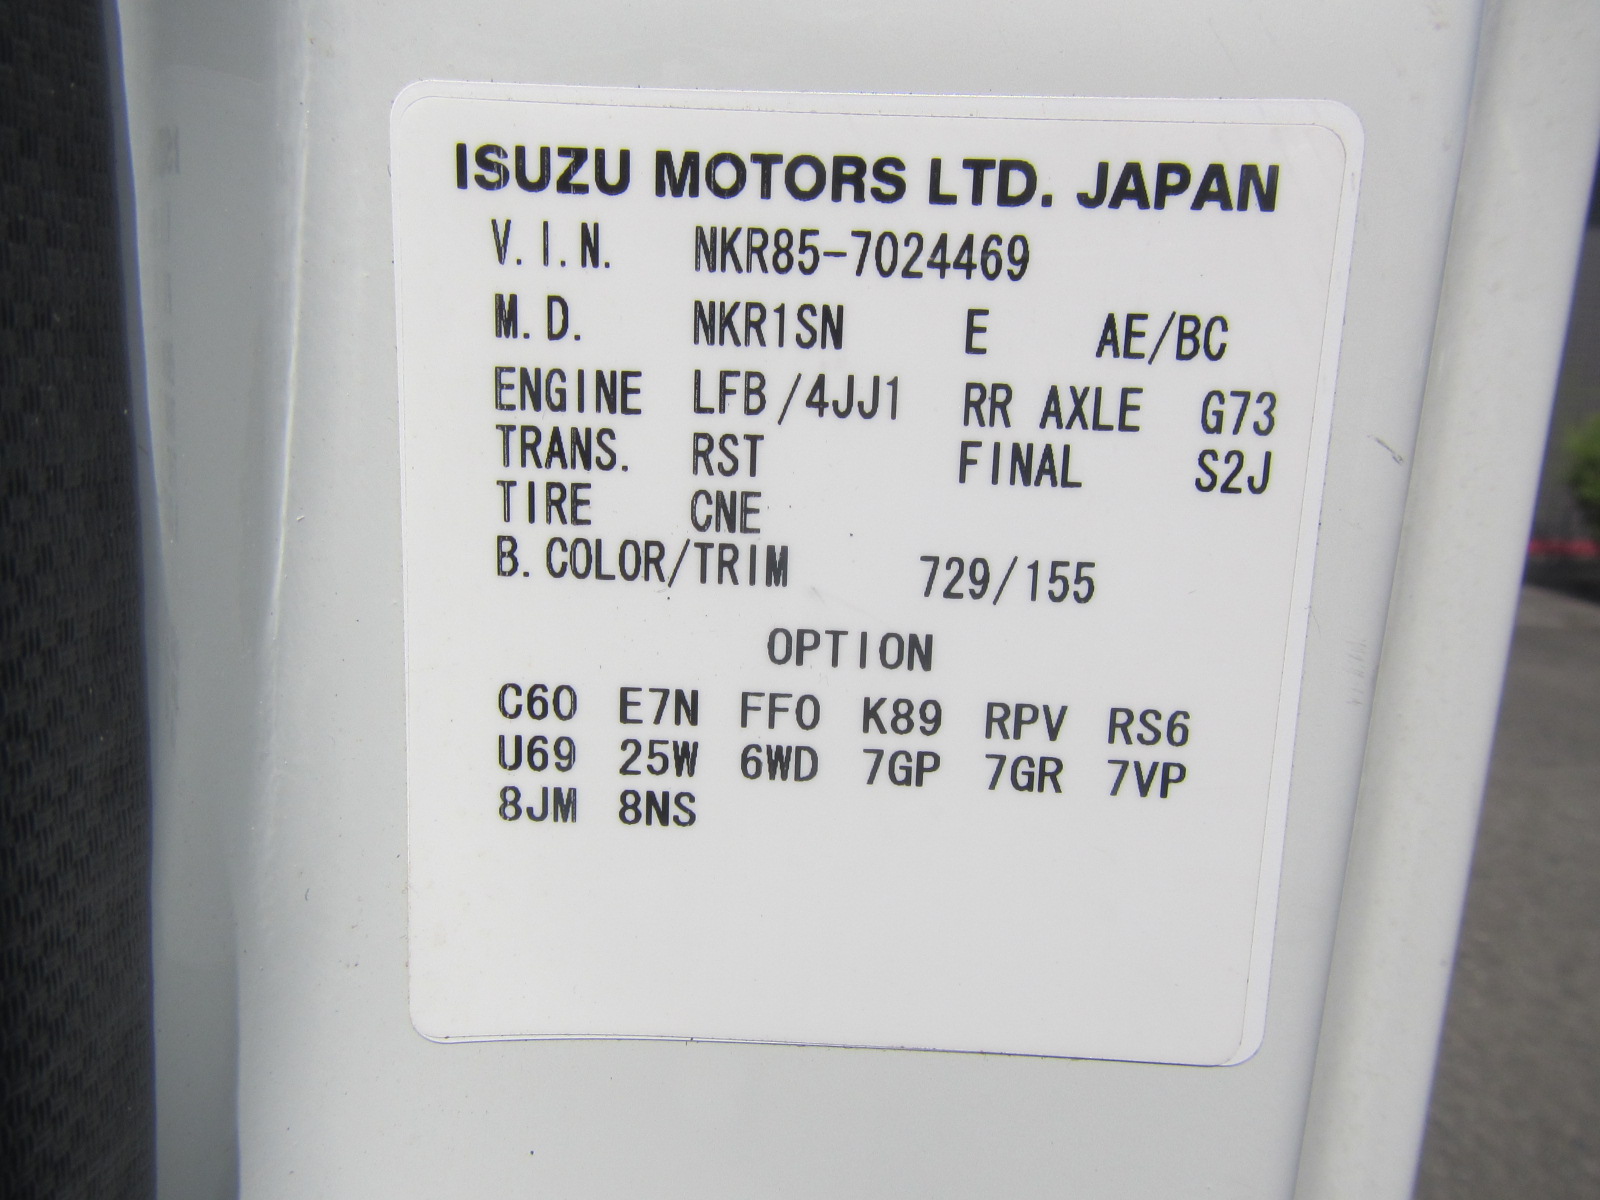 ISUZU MOTORS LTD. JAPAN
V.I.N. NKR85-7024469
M.D. NKR1SN E AE/BC
ENGINE LFB/4JJ1 RR AXLE G73
TRANS. RST FINAL S2J
TIRE CNE
B.COLOR/TRIM 729/155
OPTION
C60 E7N FF0 K89 RPV RS6
U69 25W 6WD 7GP 7GR 7VP
8JM 8NS